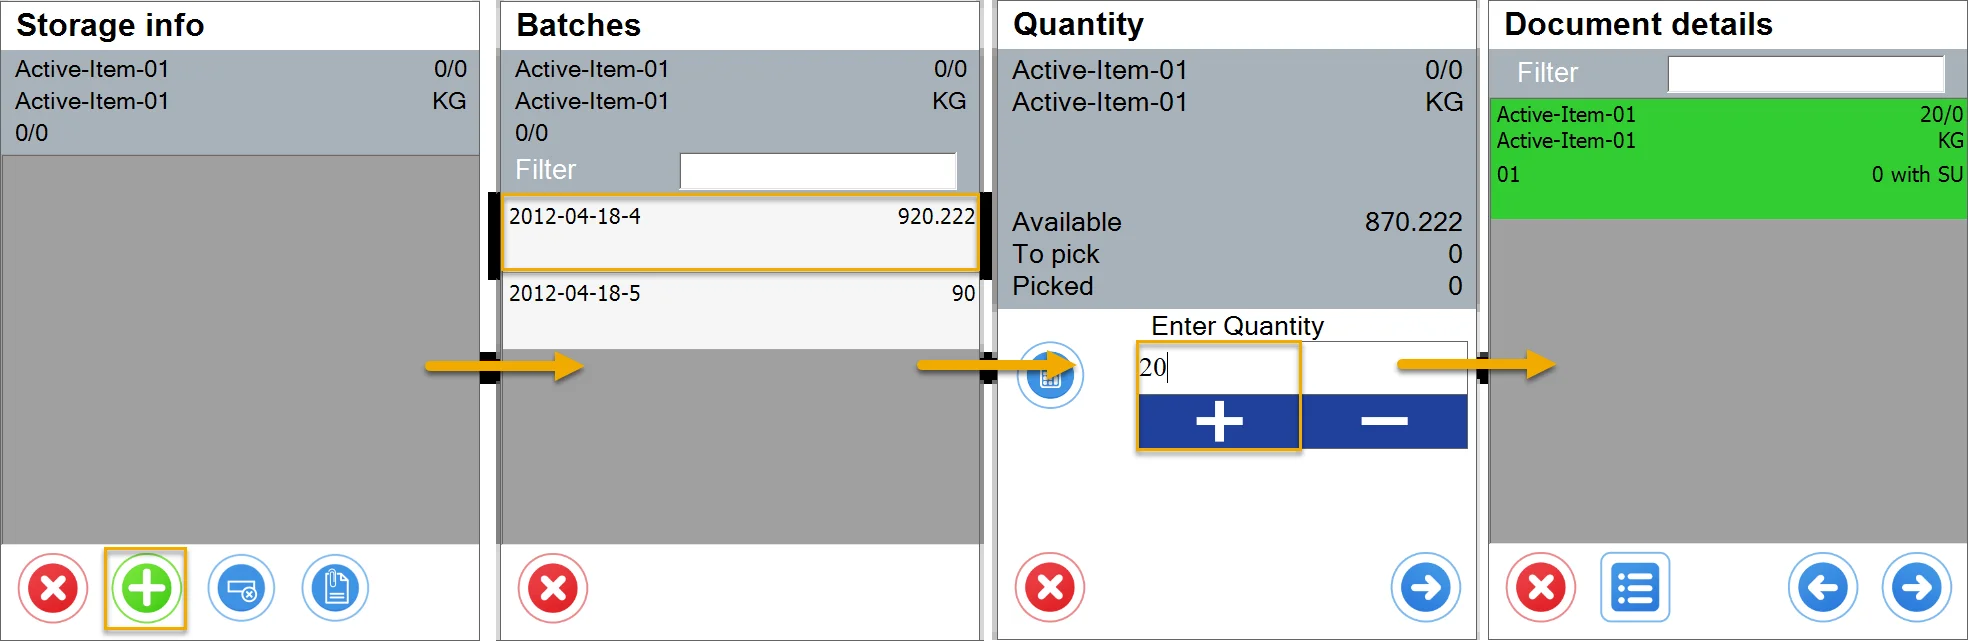 Storage info
Active-Item-01 0/0
Active-Item-01 KG
0/0
Batches
Active-Item-01 0/0
Active-Item-01 KG
0/0
Filter
2012-04-18-4 920.222
2012-04-18-5 90
Quantity
Active-Item-01 0/0
Active-Item-01 KG
Available 870.222
To pick 0
Picked 0
Enter Quantity
20
Document details
Filter
Active-Item-01 20/0
Active-Item-01 KG
01 0 with SU